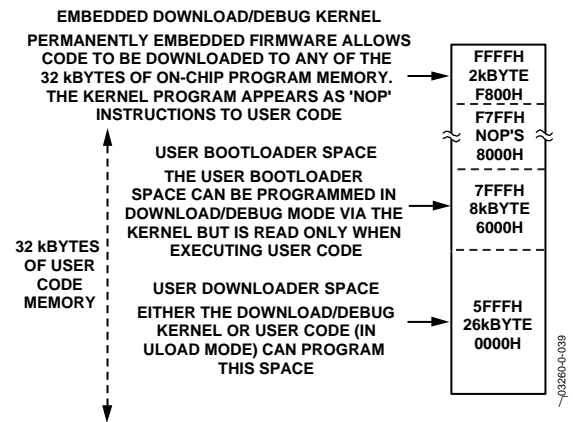 EMBEDDED DOWNLOAD/DEBUG KERNEL
PERMANENTLY EMBEDDED FIRMWARE ALLOWS
CODE TO BE DOWNLOADED TO ANY OF THE
32 kBYTES OF ON-CHIP PROGRAM MEMORY.
THE KERNEL PROGRAM APPEARS AS 'NOP'
INSTRUCTIONS TO USER CODE
FFFFH
2kBYTE
F800H
F7FFH
NOP'S
8000H
USER BOOTLOADER SPACE
THE USER BOOTLOADER
SPACE CAN BE PROGRAMMED IN
DOWNLOAD/DEBUG MODE VIA THE
KERNEL BUT IS READ ONLY WHEN
EXECUTING USER CODE
7FFFH
8kBYTE
6000H
32 kBYTES
OF USER
CODE
MEMORY
USER DOWNLOADER SPACE
EITHER THE DOWNLOAD/DEBUG
KERNEL OR USER CODE (IN
ULOAD MODE) CAN PROGRAM
THIS SPACE
5FFFH
26kBYTE
0000H
03260-0-039